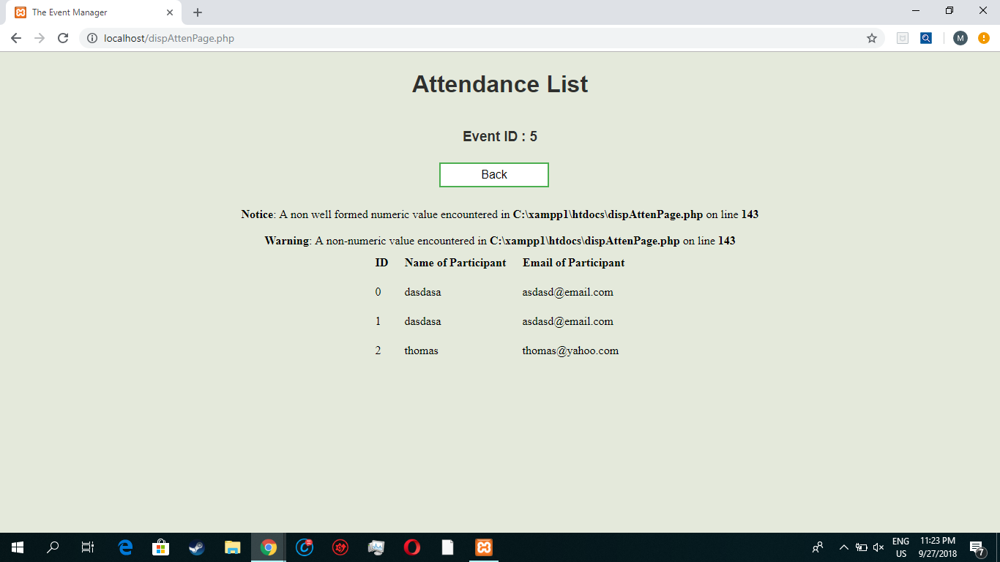 The Event Manager
localhost/dispAttenPage.php
M
Attendance List
Event ID : 5
Back
Notice: A non well formed numeric value encountered in C:\xampp1\htdocs\dispAttenPage.php on line 143
Warning: A non-numeric value encountered in C:\xampp1\htdocs\dispAttenPage.php on line 143
ID Name of Participant Email of Participant
0 dasdasa asdasd@email.com
1 dasdasa asdasd@email.com
2 thomas thomas@yahoo.com
ENG 11:23 PM
US 9/27/2018
7